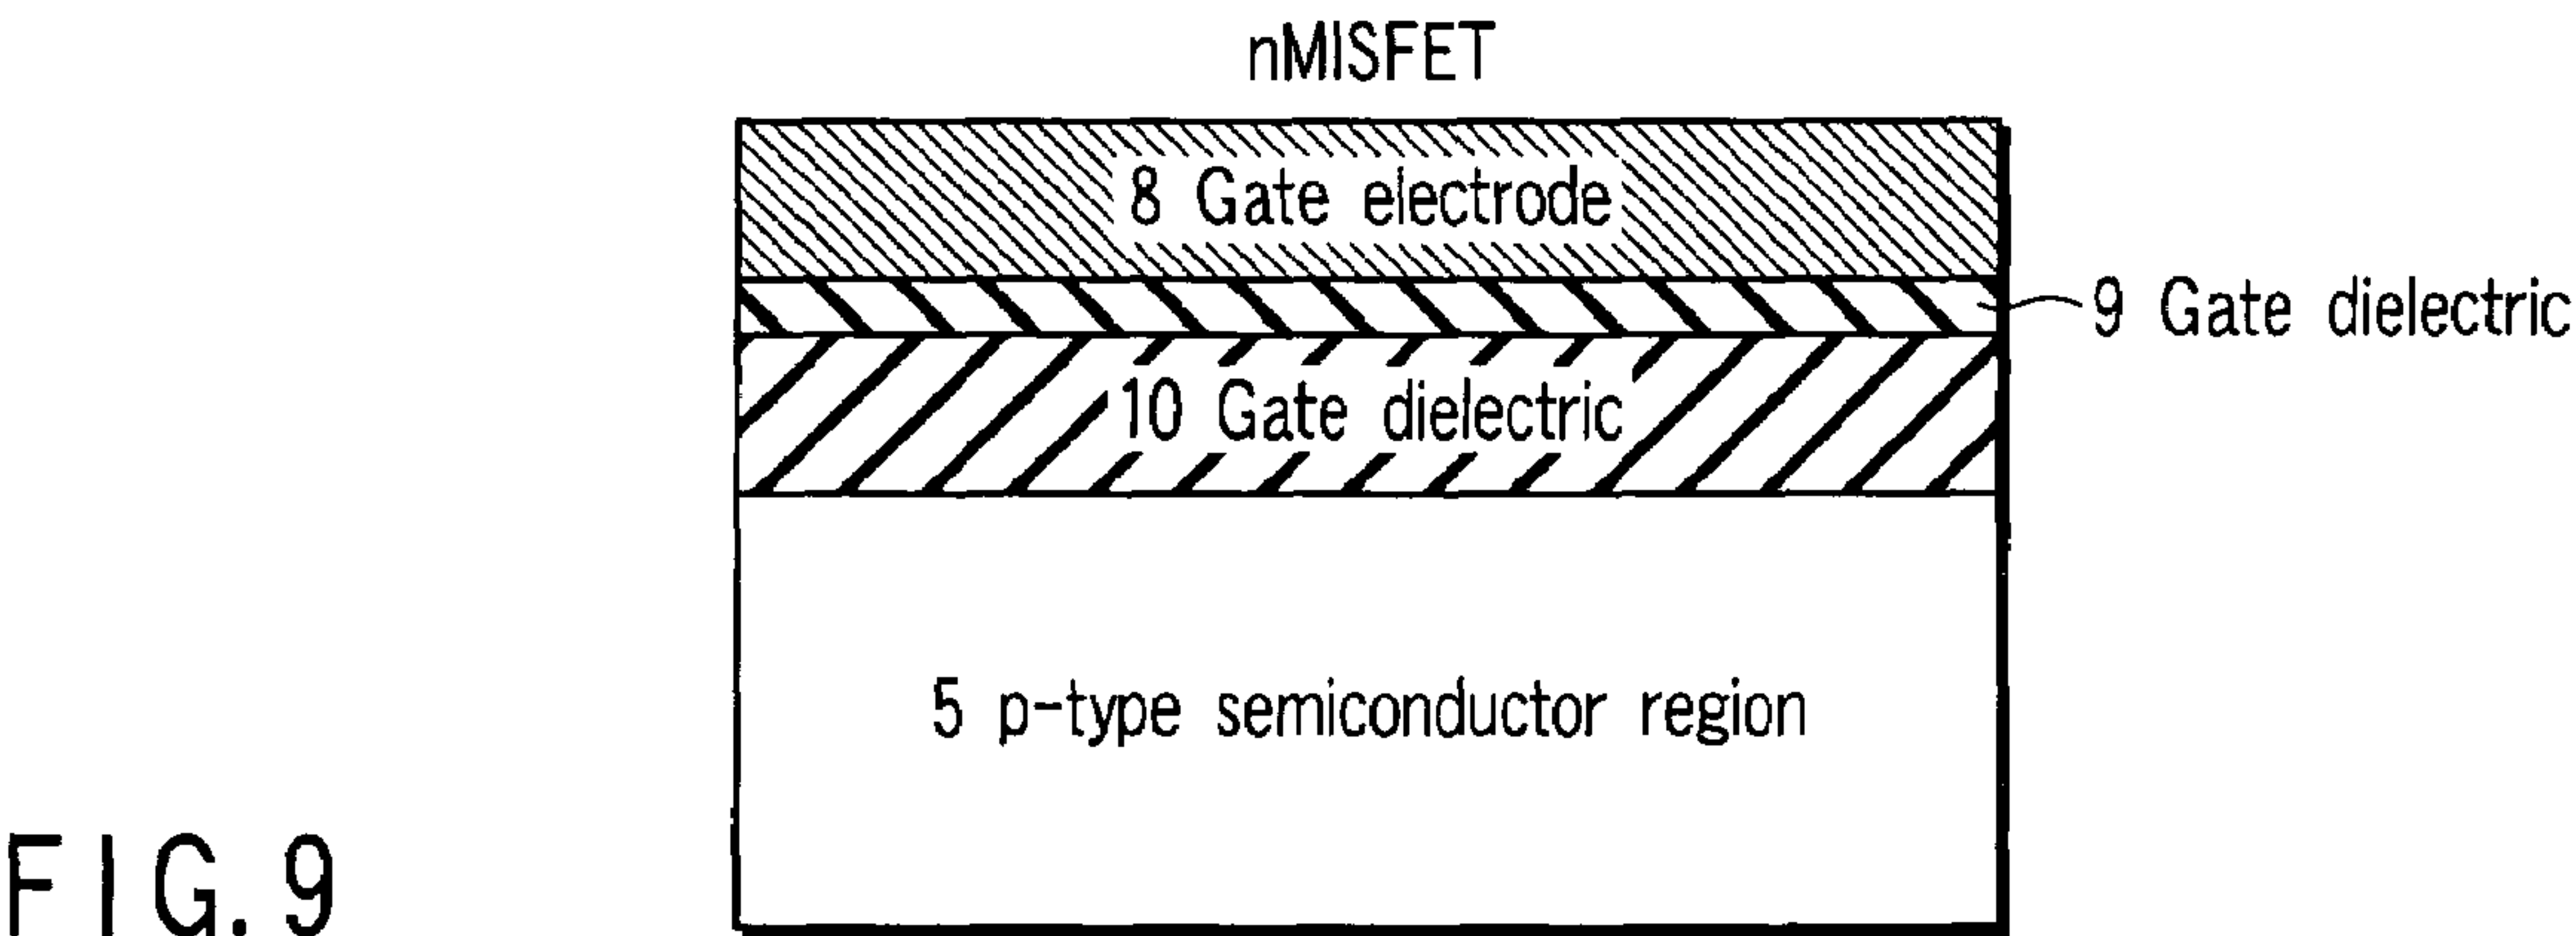 nMISFET
8 Gate electrode
9 Gate dielectric
10 Gate dielectric
5 p-type semiconductor region
FIG. 9